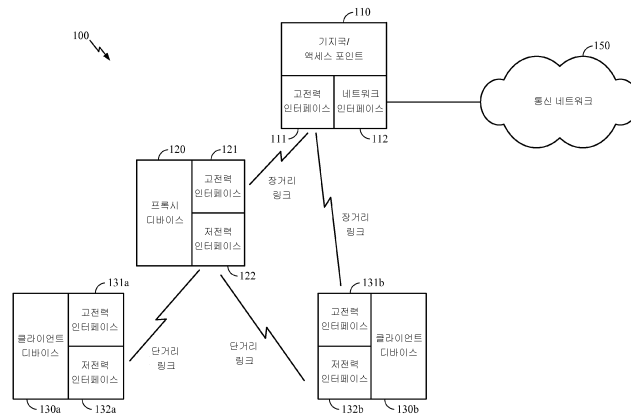 110
100
기지국/
액세스 포인트
150
통신 네트워크
고전력
인터페이스
네트워크
인터페이스
111
112
120
121
프록시
디바이스
고전력
인터페이스
저전력
인터페이스
122
장거리
링크
장거리
링크
131a
클라이언트
디바이스
고전력
인터페이스
저전력
인터페이스
130a
132a
단거리
링크
단거리
링크
131b
고전력
인터페이스
저전력
인터페이스
클라이언트
디바이스
132b
130b